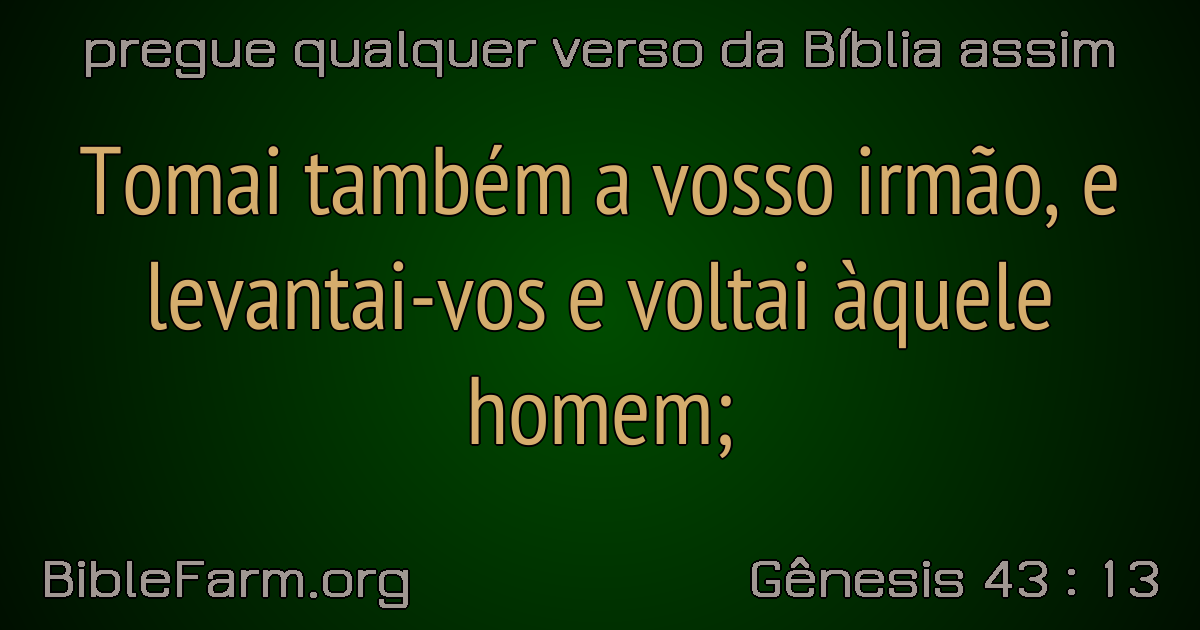 pregue qualquer verso da Bíblia assim
Tomai também a vosso irmão, e
levantai-vos e voltai àquele
homem;
BibleFarm.org
Gênesis 43 : 13